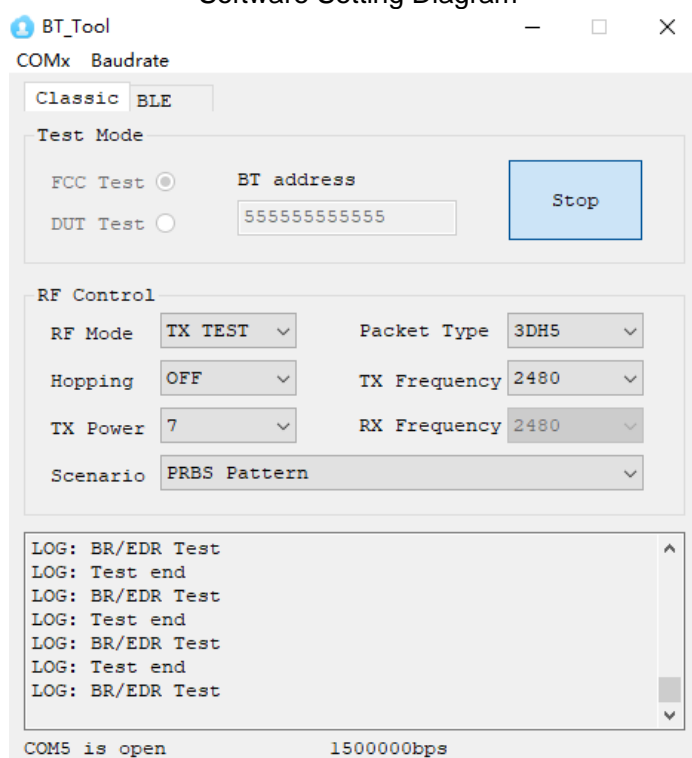 Software Setting Diagram
BT_Tool
COMx Baudrate
Classic BLE
Test Mode
FCC Test BT address
Stop
DUT Test 555555555555
RF Control
RF Mode TX TEST Packet Type 3DH5
Hopping OFF TX Frequency 2480
TX Power 7 RX Frequency 2480
Scenario PRBS Pattern
LOG: BR/EDR Test
LOG: Test end
LOG: BR/EDR Test
LOG: Test end
LOG: BR/EDR Test
LOG: Test end
LOG: BR/EDR Test
COM5 is open 1500000bps